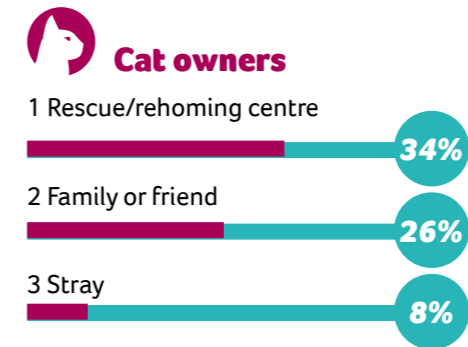 Cat owners
1 Rescue/rehoming centre
34%
2 Family or friend
26%
3 Stray
8%